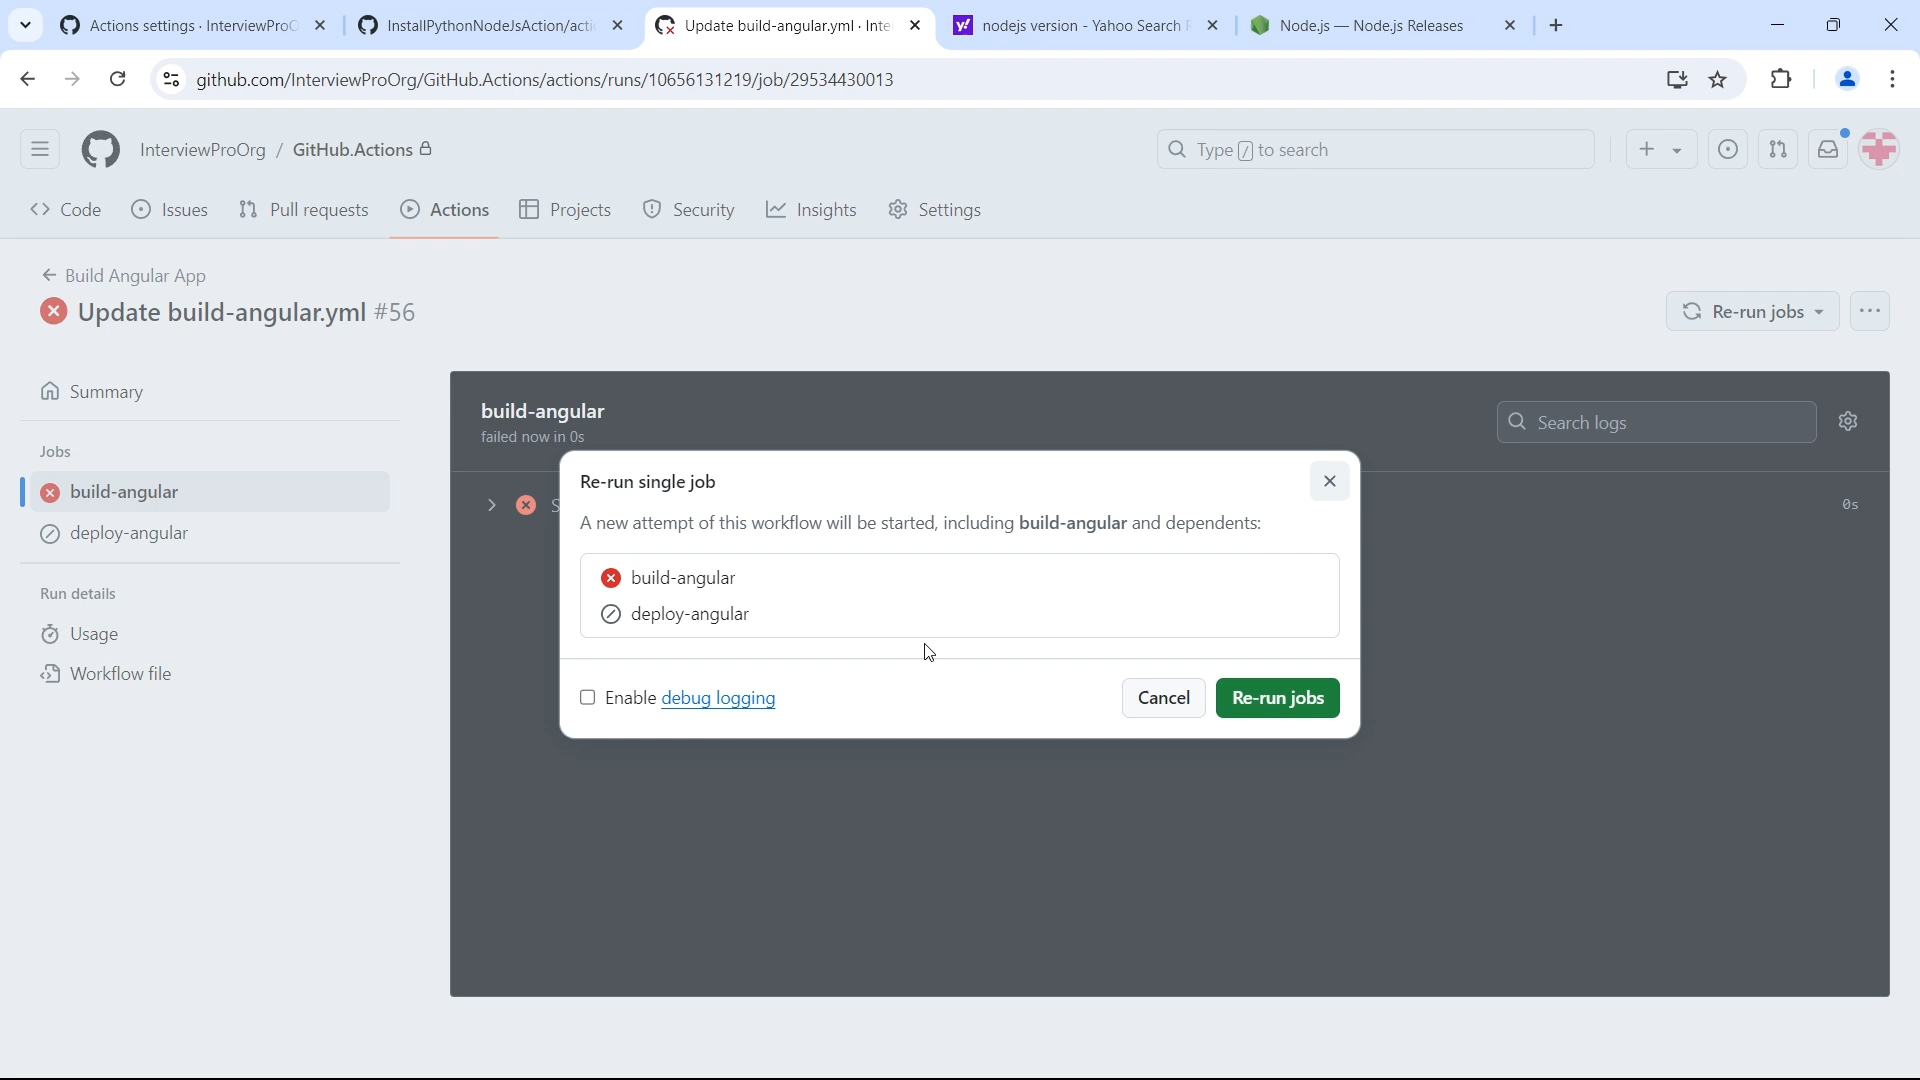 Actions settings · InterviewProO
InstallPythonNodeJsAction/acti
Update build-angular.yml · Inte
nodejs version - Yahoo Search R
Node.js — Node.js Releases
github.com/InterviewProOrg/GitHub.Actions/actions/runs/10656131219/job/29534430013
InterviewProOrg / GitHub.Actions
Type / to search
Code
Issues
Pull requests
Actions
Projects
Security
Insights
Settings
Build Angular App
Update build-angular.yml #56
Re-run jobs
Summary
Jobs
build-angular
deploy-angular
Run details
Usage
Workflow file
build-angular
failed now in 0s
Search logs
S
0s
Re-run single job
A new attempt of this workflow will be started, including build-angular and dependents:
build-angular
deploy-angular
Enable debug logging
Cancel
Re-run jobs